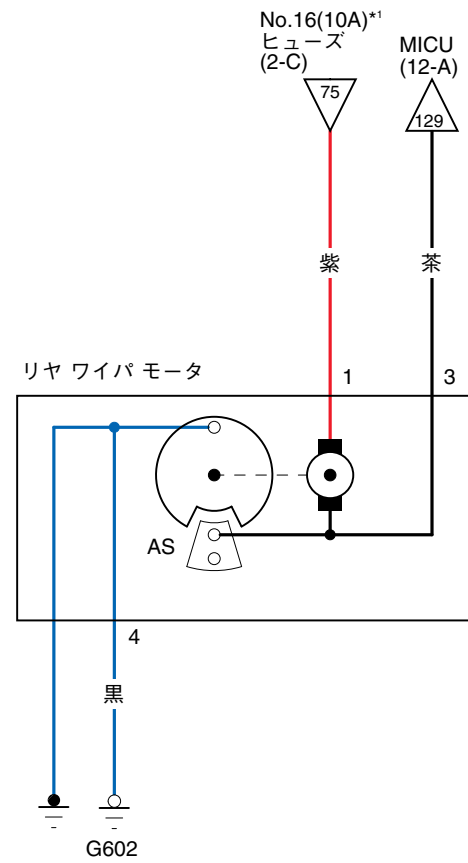 No.16(10A)*1
ヒューズ
(2-C)
75
MICU
(12-A)
129
紫
茶
リヤ ワイパ モータ
1
3
AS
4
黒
G602